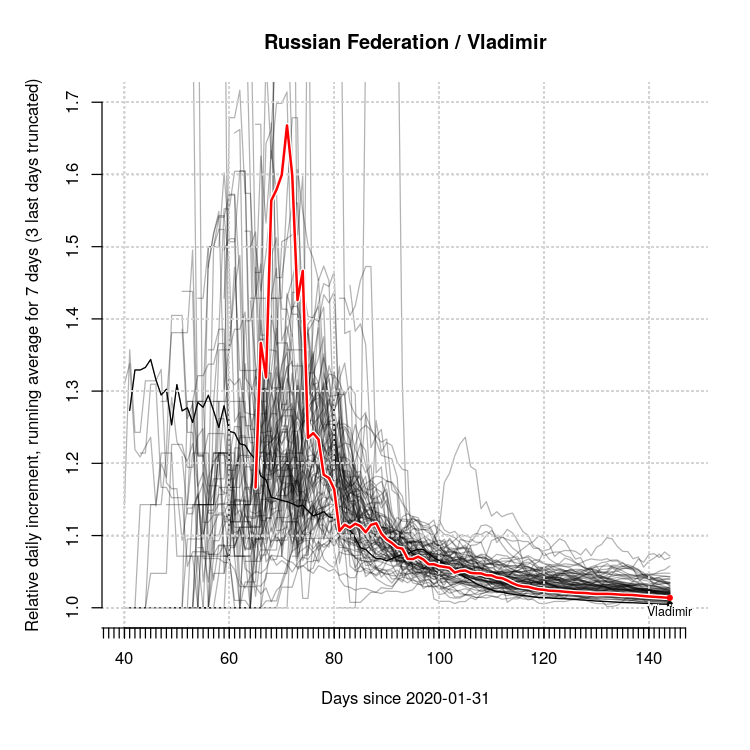 Russian Federation / Vladimir
Relative daily increment, running average for 7 days (3 last days truncated)
1.7
1.6
1.5
1.4
1.3
1.2
1.1
1.0
Vladimir
40 60 80 100 120 140
Days since 2020-01-31